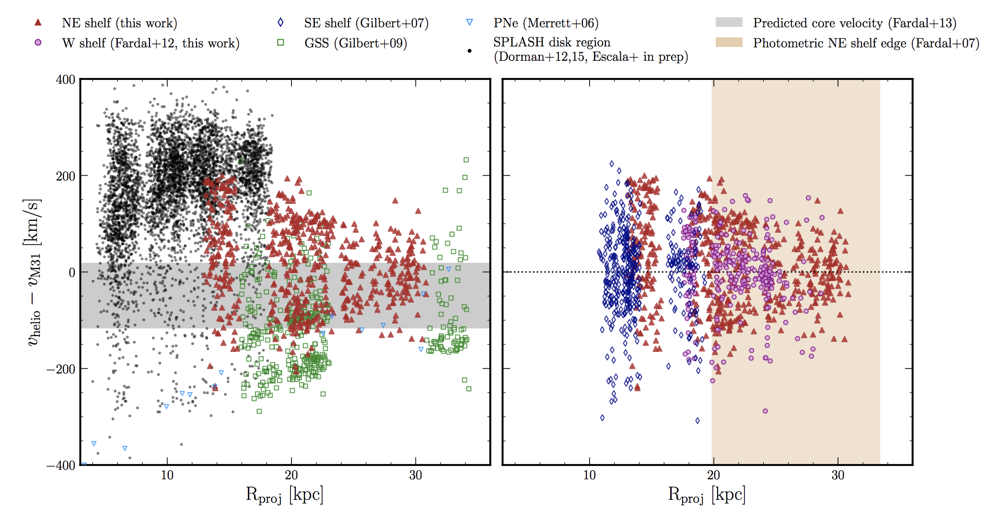 NE shelf (this work)
SE shelf (Gilbert+07)
PNe (Merrett+06)
Predicted core velocity (Fardal+13)
W shelf (Fardal+12, this work)
GSS (Gilbert+09)
SPLASH disk region
(Dorman+12,15, Escala+ in prep)
Photometric NE shelf edge (Fardal+07)
400
200
0
−200
−400
v_helio − v_M31 [km/s]
10 20 30
R_proj [kpc]
10 20 30
R_proj [kpc]